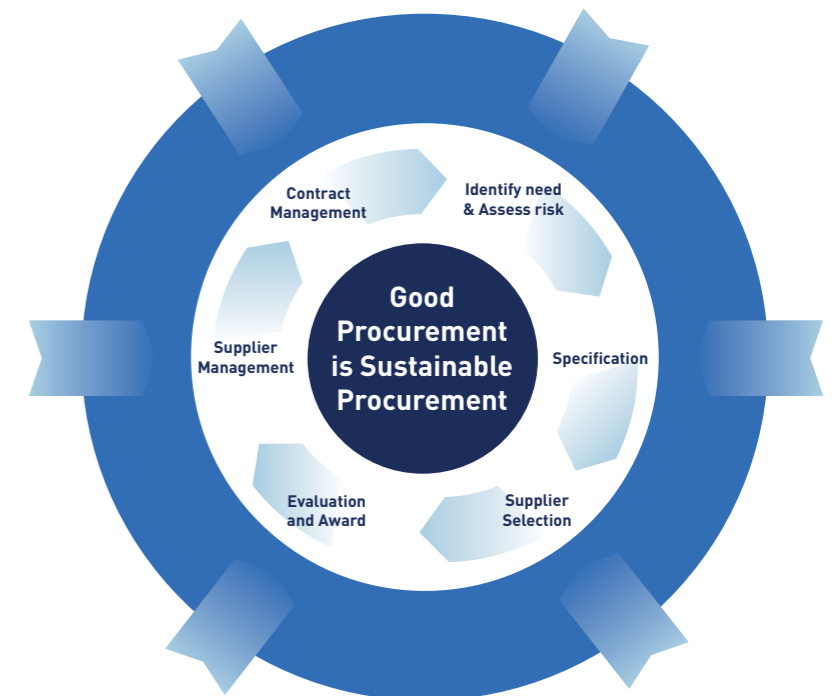 Good
Procurement
is Sustainable
Procurement
Identify need
& Assess risk
Specification
Supplier
Selection
Evaluation
and Award
Supplier
Management
Contract
Management